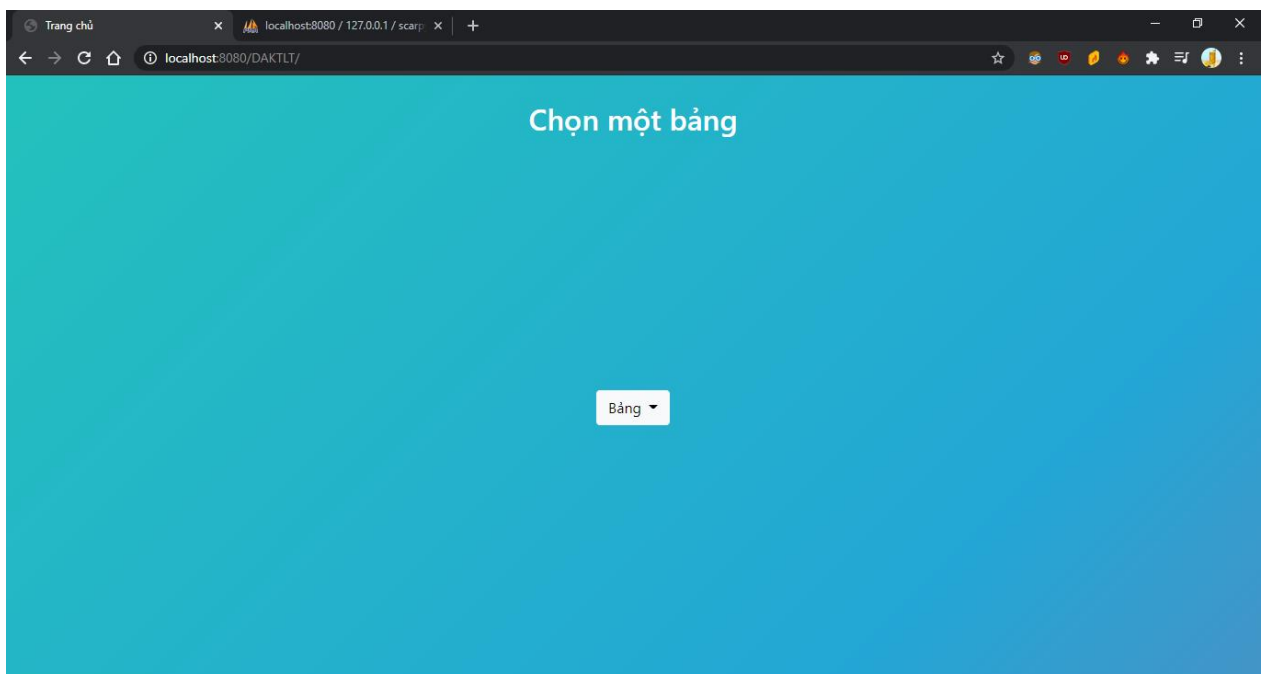 Trang chủ
localhost:8080 / 127.0.0.1 / scarp
localhost:8080/DAKTLT/
Chọn một bảng
Bảng